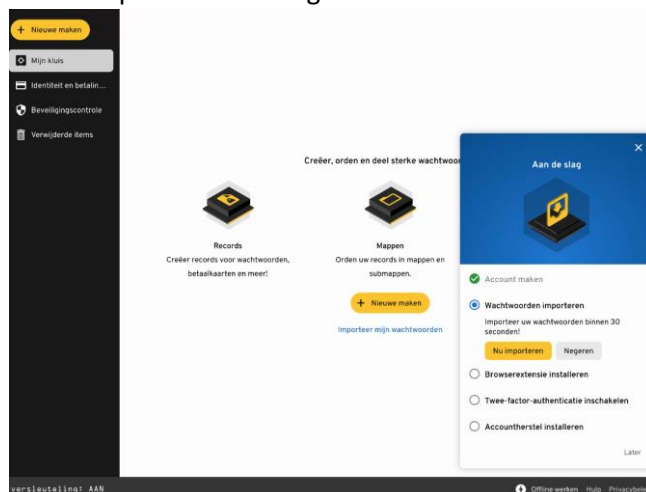 + Nieuwe maken
Mijn kluis
Identiteit en betalin...
Beveiligingscontrole
Verwijderde items
Creëer, orden en deel sterke wachtwoo
Records
Creëer records voor wachtwoorden,
betaalkaarten en meer!
Mappen
Orden uw records in mappen en
submappen.
+ Nieuwe maken
Importeer mijn wachtwoorden
Aan de slag
Account maken
Wachtwoorden importeren
Importeer uw wachtwoorden binnen 30
seconden!
Nu importeren
Negeren
Browserextensie installeren
Twee-factor-authenticatie inschakelen
Accountherstel installeren
Later
versleuteling: AAN
Offline werken Hulp Privacybele